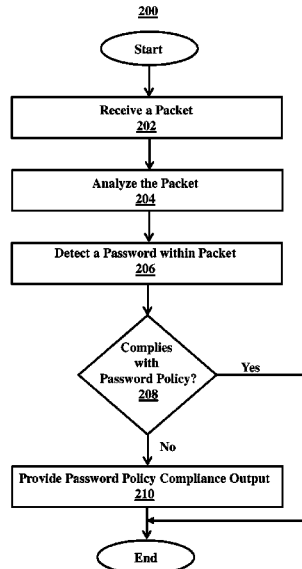 200
Start
Receive a Packet
202
Analyze the Packet
204
Detect a Password within Packet
206
Complies
with
Password Policy?
208
Yes
No
Provide Password Policy Compliance Output
210
End